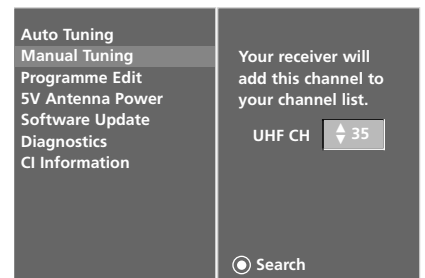 Auto Tuning
Manual Tuning
Programme Edit
5V Antenna Power
Software Update
Diagnostics
CI Information
Your receiver will
add this channel to
your channel list.
UHF CH 35
Search